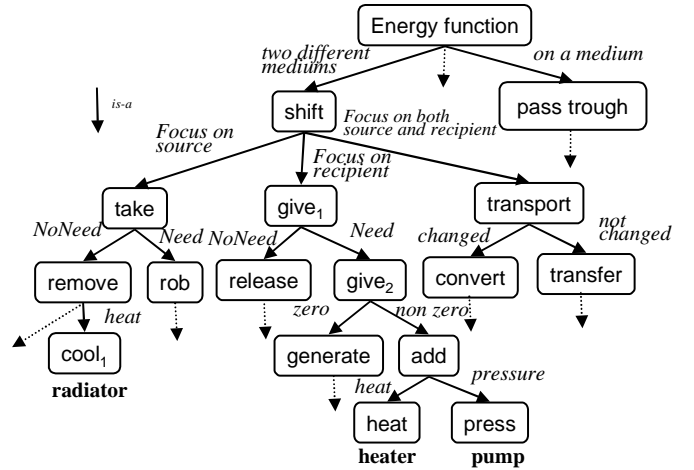 Energy function
two different
mediums
on a medium
is-a
shift
pass trough
Focus on
source
Focus on both
source and recipient
Focus on
recipient
take
give1
transport
NoNeed
Need
NoNeed
Need
changed
not
changed
remove
rob
release
give2
convert
transfer
heat
zero
non zero
cool1
generate
add
radiator
heat
pressure
heat
press
heater
pump